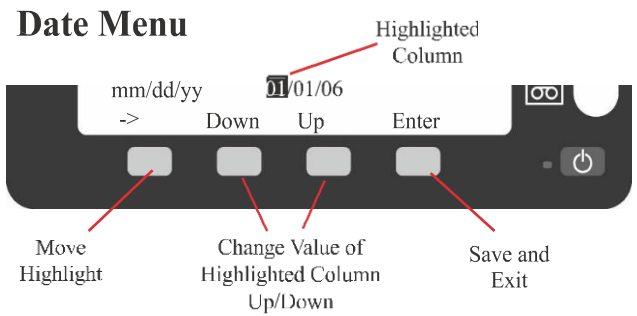 Date Menu
Highlighted
Column
mm/dd/yy 01/01/06
-> Down Up Enter
Move
Highlight
Change Value of
Highlighted Column
Up/Down
Save and
Exit